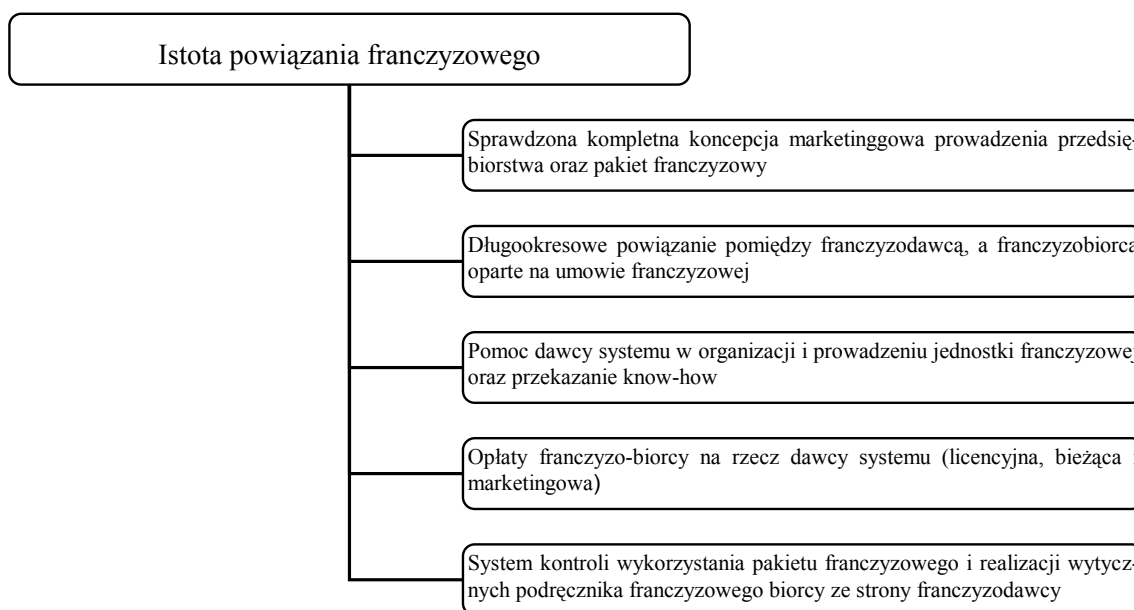 Istota powiązania franczyzowego
Sprawdzona kompletna koncepcja marketinggowa prowadzenia przedsię-
biorstwa oraz pakiet franczyzowy
Długookresowe powiązanie pomiędzy franczyzodawcą, a franczyzobiorcą
oparte na umowie franczyzowej
Pomoc dawcy systemu w organizacji i prowadzeniu jednostki franczyzowej
oraz przekazanie know-how
Opłaty franczyzo-biorcy na rzecz dawcy systemu (licencyjna, bieżąca i
marketingowa)
System kontroli wykorzystania pakietu franczyzowego i realizacji wytycz-
nych podręcznika franczyzowego biorcy ze strony franczyzodawcy